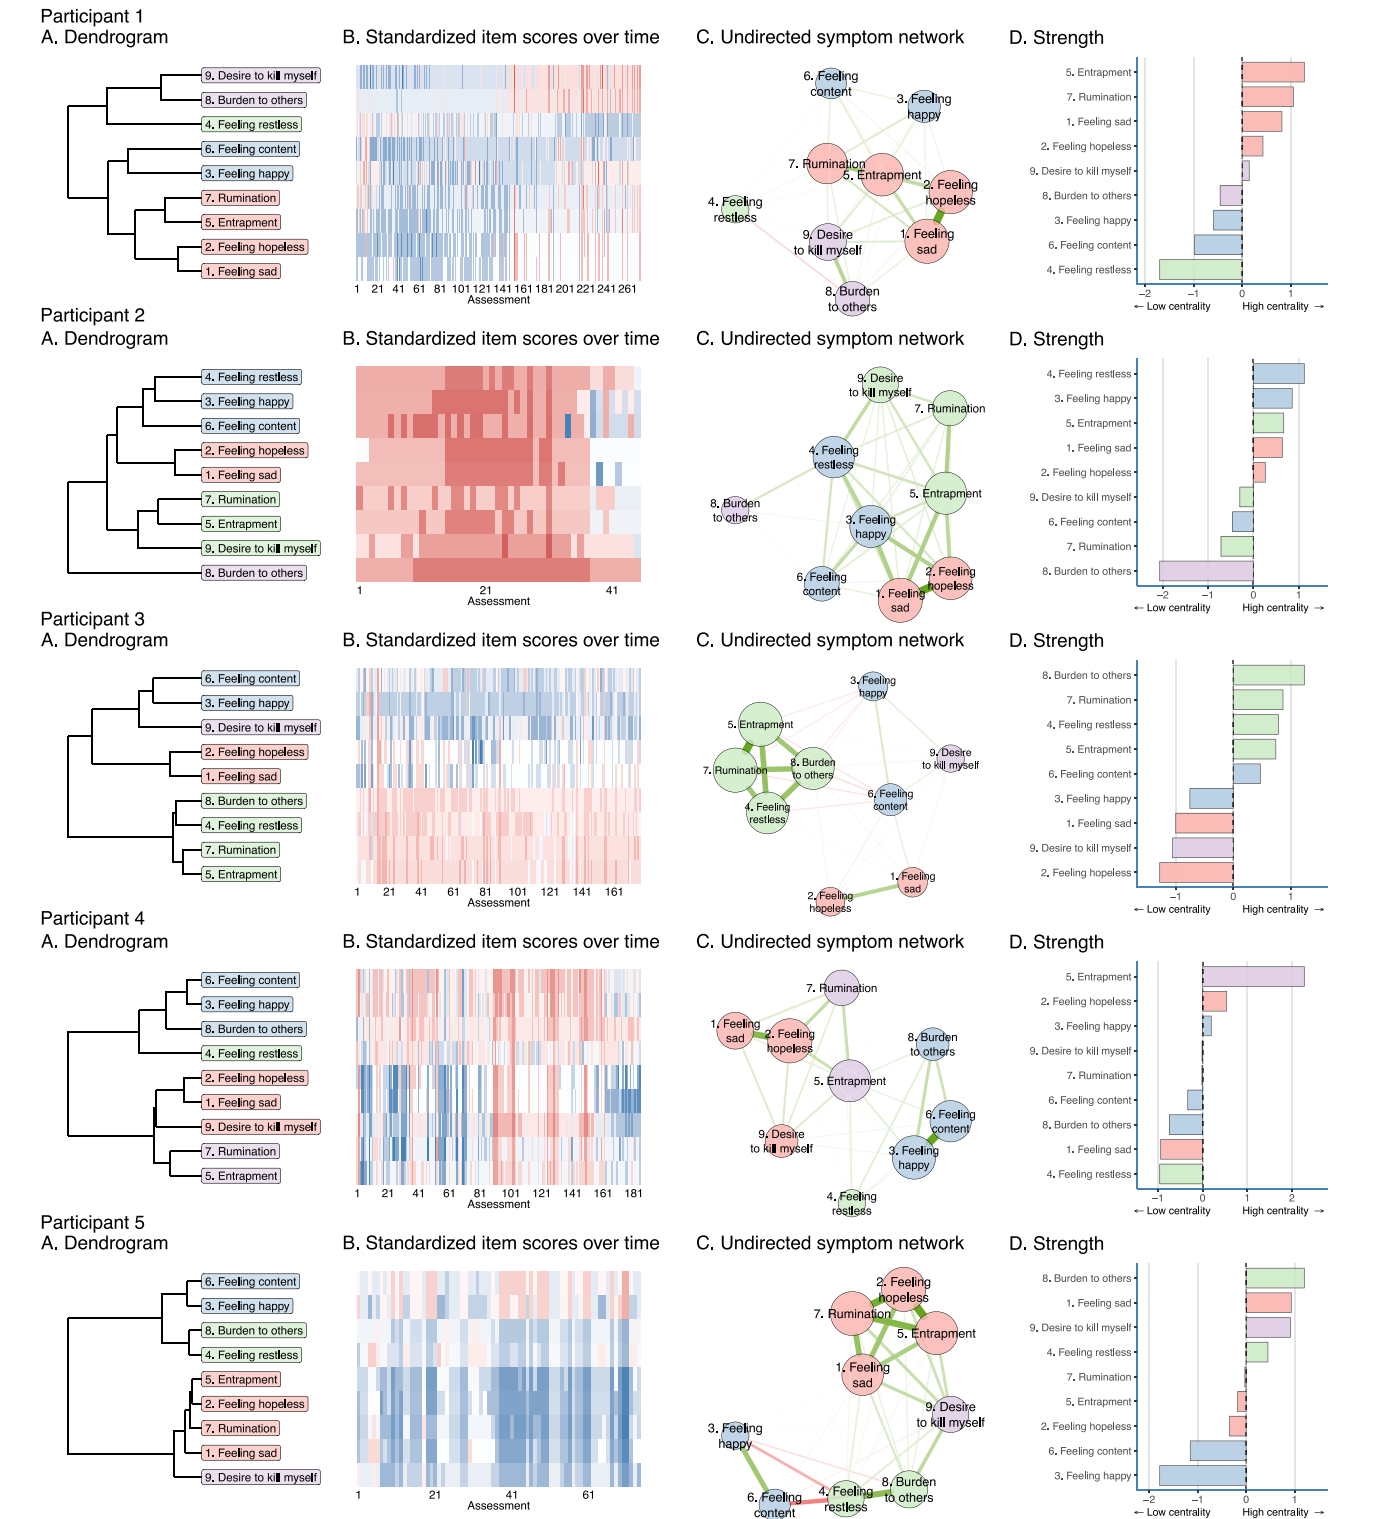 Participant 1
A. Dendrogram
B. Standardized item scores over time
C. Undirected symptom network
D. Strength
9. Desire to kill myself
8. Burden to others
4. Feeling restless
6. Feeling content
3. Feeling happy
7. Rumination
5. Entrapment
2. Feeling hopeless
1. Feeling sad
1 21 41 61 81 101 121 141 161 181 201 221 241 261
Assessment
6. Feeling
content
3. Feeling
happy
7. Rumination
5. Entrapment
2. Feeling
hopeless
4. Feeling
restless
9. Desire
to kill myself
1. Feeling
sad
8. Burden
to others
5. Entrapment
7. Rumination
1. Feeling sad
2. Feeling hopeless
9. Desire to kill myself
8. Burden to others
3. Feeling happy
6. Feeling content
4. Feeling restless
−2 −1 0 1
← Low centrality High centrality →
Participant 2
A. Dendrogram
B. Standardized item scores over time
C. Undirected symptom network
D. Strength
4. Feeling restless
3. Feeling happy
6. Feeling content
2. Feeling hopeless
1. Feeling sad
7. Rumination
5. Entrapment
9. Desire to kill myself
8. Burden to others
1 21 41
Assessment
9. Desire
to kill myself
7. Rumination
4. Feeling
restless
5. Entrapment
8. Burden
to others
3. Feeling
happy
6. Feeling
content
2. Feeling
hopeless
1. Feeling
sad
4. Feeling restless
3. Feeling happy
5. Entrapment
1. Feeling sad
2. Feeling hopeless
9. Desire to kill myself
6. Feeling content
7. Rumination
8. Burden to others
−2 −1 0 1
← Low centrality High centrality →
Participant 3
A. Dendrogram
B. Standardized item scores over time
C. Undirected symptom network
D. Strength
6. Feeling content
3. Feeling happy
9. Desire to kill myself
2. Feeling hopeless
1. Feeling sad
8. Burden to others
4. Feeling restless
7. Rumination
5. Entrapment
1 21 41 61 81 101 121 141 161
Assessment
3. Feeling
happy
5. Entrapment
9. Desire
to kill myself
7. Rumination
8. Burden
to others
6. Feeling
content
4. Feeling
restless
1. Feeling
sad
2. Feeling
hopeless
8. Burden to others
7. Rumination
4. Feeling restless
5. Entrapment
6. Feeling content
3. Feeling happy
1. Feeling sad
9. Desire to kill myself
2. Feeling hopeless
−1 0 1
← Low centrality High centrality →
Participant 4
A. Dendrogram
B. Standardized item scores over time
C. Undirected symptom network
D. Strength
6. Feeling content
3. Feeling happy
8. Burden to others
4. Feeling restless
2. Feeling hopeless
1. Feeling sad
9. Desire to kill myself
7. Rumination
5. Entrapment
1 21 41 61 81 101 121 141 161 181
Assessment
7. Rumination
1. Feeling
sad
2. Feeling
hopeless
8. Burden
to others
5. Entrapment
6. Feeling
content
9. Desire
to kill myself
3. Feeling
happy
4. Feeling
restless
5. Entrapment
2. Feeling hopeless
3. Feeling happy
9. Desire to kill myself
7. Rumination
6. Feeling content
8. Burden to others
1. Feeling sad
4. Feeling restless
−1 0 1 2
← Low centrality High centrality →
Participant 5
A. Dendrogram
B. Standardized item scores over time
C. Undirected symptom network
D. Strength
6. Feeling content
3. Feeling happy
8. Burden to others
4. Feeling restless
5. Entrapment
2. Feeling hopeless
7. Rumination
1. Feeling sad
9. Desire to kill myself
1 21 41 61
Assessment
2. Feeling
hopeless
7. Rumination
5. Entrapment
1. Feeling
sad
9. Desire
to kill myself
3. Feeling
happy
8. Burden
to others
4. Feeling
restless
6. Feeling
content
8. Burden to others
1. Feeling sad
9. Desire to kill myself
4. Feeling restless
7. Rumination
5. Entrapment
2. Feeling hopeless
6. Feeling content
3. Feeling happy
−2 −1 0 1
← Low centrality High centrality →